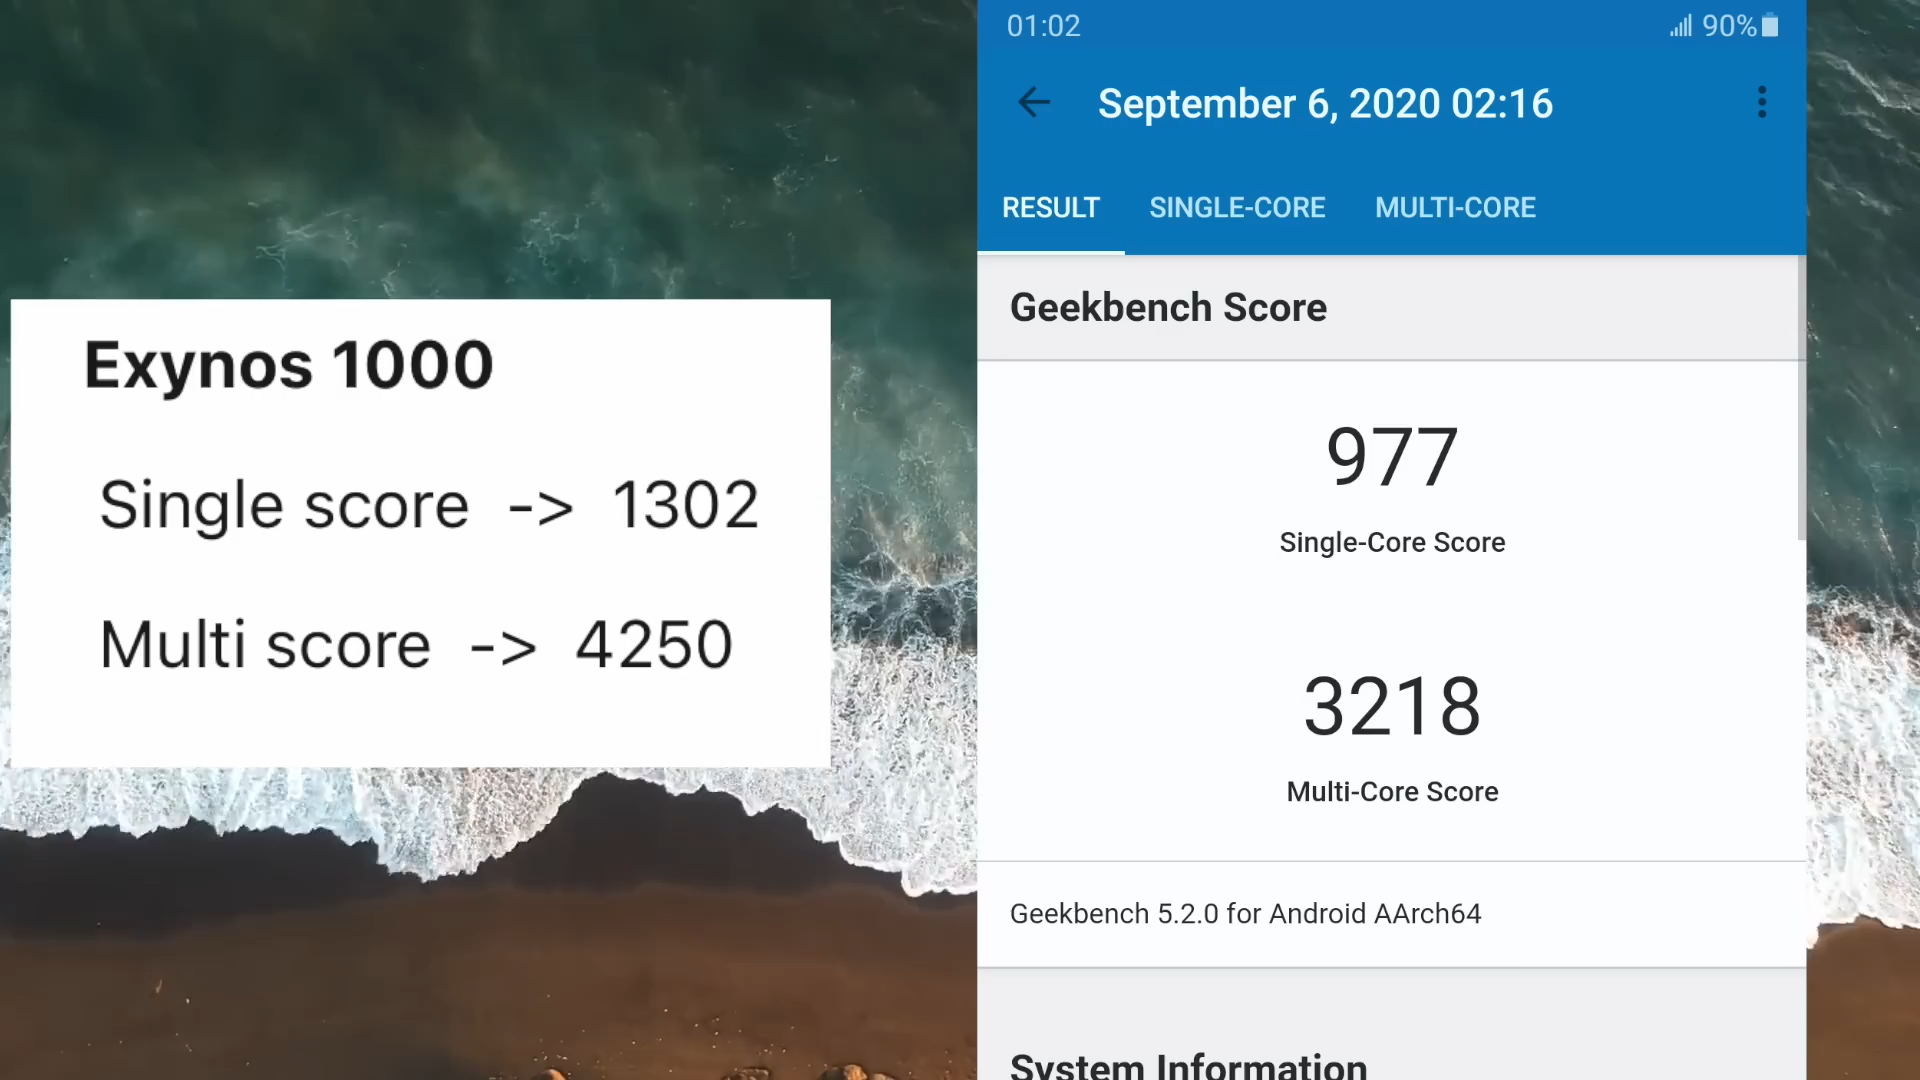 Exynos 1000
Single score -> 1302
Multi score -> 4250
01:02
90%
September 6, 2020 02:16
RESULT SINGLE-CORE MULTI-CORE
Geekbench Score
977
Single-Core Score
3218
Multi-Core Score
Geekbench 5.2.0 for Android AArch64
System Information